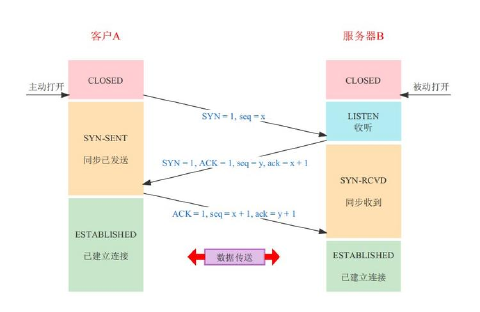 客户A
服务器B
主动打开
CLOSED
CLOSED
被动打开
SYN = 1, seq = x
LISTEN
收听
SYN-SENT
同步已发送
SYN = 1, ACK = 1, seq = y, ack = x + 1
SYN-RCVD
同步收到
ACK = 1, seq = x + 1, ack = y + 1
ESTABLISHED
已建立连接
数据传送
ESTABLISHED
已建立连接